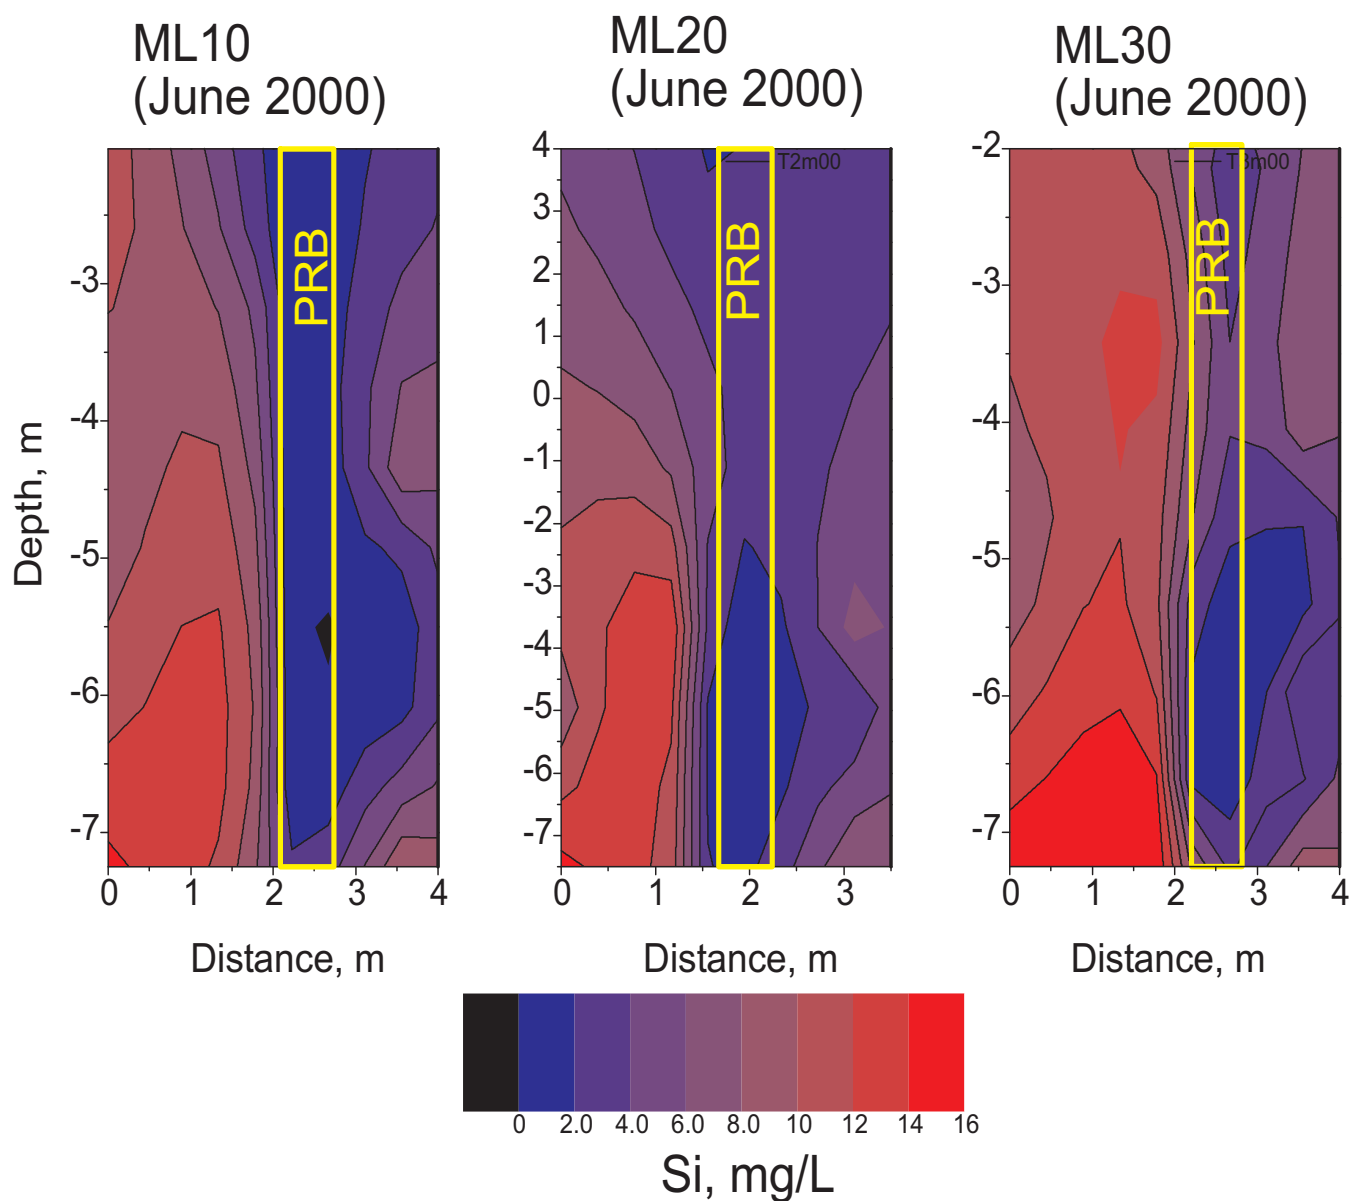 ML10
(June 2000)
ML20
(June 2000)
ML30
(June 2000)
Depth, m
-3
-4
-5
-6
-7
PRB
0 1 2 3 4
Distance, m
4
3
2
1
0
-1
-2
-3
-4
-5
-6
-7
T2m00
PRB
0 1 2 3
Distance, m
-2
-3
-4
-5
-6
-7
T3m00
PRB
0 1 2 3 4
Distance, m
0 2.0 4.0 6.0 8.0 10 12 14 16
Si, mg/L